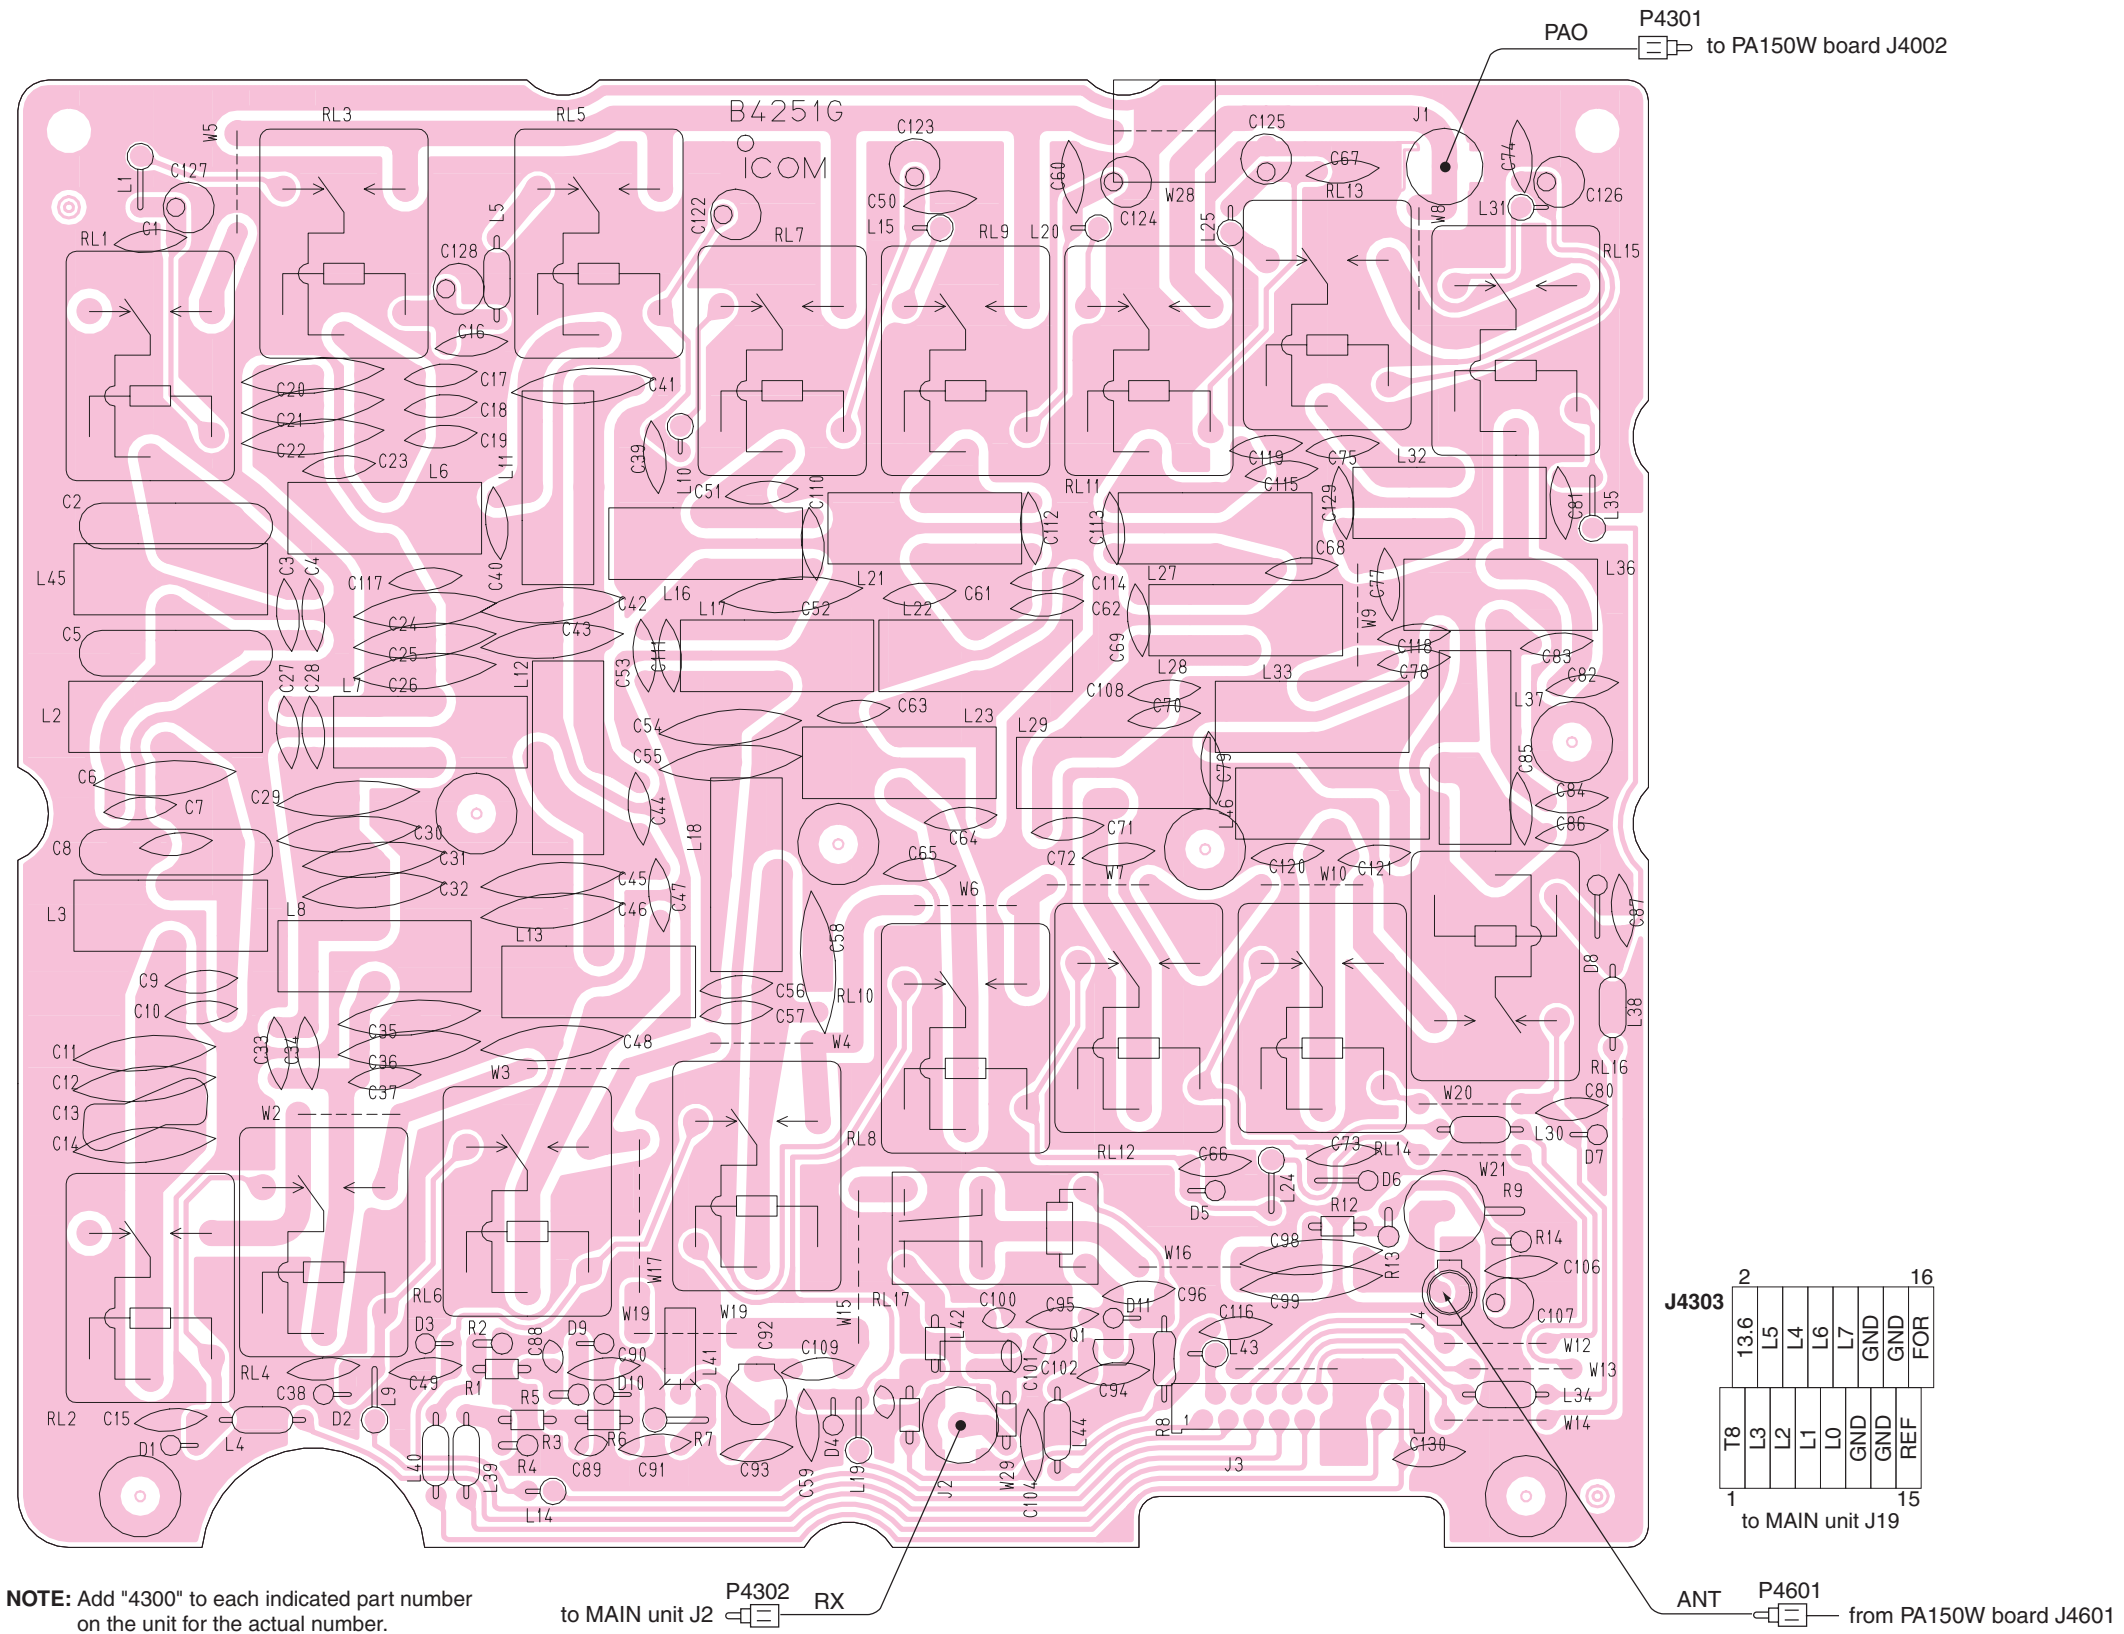 P4301
PAO
to PA150W board J4002
B4251G
ICOM
RL3
RL5
C123
C125
J1
W5
C127
L1
C60
C67
C74
RL13
C126
C50
C124
W28
L31
W8
L5
C122
L15
RL9
L20
L25
RL7
C1
RL1
C128
RL15
C16
C20
C17
C41
C21
C18
C22
C19
C23
L6
L11
C39
L10
C51
C110
RL11
C119
C75
L32
C115
C129
C81
L35
C2
C112
C113
C40
C68
L45
C3
C4
C117
L21
C114
L27
C77
L36
L16
C61
C42
L17
C52
L22
C62
W9
C24
C5
C43
C25
C53
C111
C69
C118
C83
C27
C28
L7
C26
L12
L28
L33
C78
C82
C108
L2
C63
L23
C70
L37
C54
L29
C55
C79
C85
C6
C29
C84
C7
C44
L46
C30
L18
C64
C71
C86
C8
C31
C65
C72
C120
C121
C32
C45
C47
W6
W7
W10
L3
L8
C46
C87
L13
C58
D8
C9
C56
RL10
L38
C10
C57
C35
C33
C34
C48
W4
C11
C36
W3
RL16
C12
C37
W20
C80
C13
W2
L30
C14
RL8
RL12
C66
C73
RL14
D7
W21
L24
D6
D5
R12
R9
R14
C98
W16
R13
C106
W17
C99
RL6
RL17
C96
C107
J4303
2
16
13.6
L5
L4
L6
L7
GND
GND
FOR
T8
L3
L2
L1
L0
GND
GND
REF
1
15
to MAIN unit J19
W15
C100
C95
D11
C116
J4
D3
R2
C88
D9
W19
W19
C92
L42
Q1
L43
W12
RL4
C90
L41
C109
C101
C102
W13
C49
R1
C94
C38
L9
R5
D10
L34
RL2
C15
D2
D4
R8
1
W14
D1
L4
R3
R6
R7
L44
C130
L40
L39
R4
C89
C91
C93
C59
L19
J2
W29
C104
J3
L14
NOTE: Add "4300" to each indicated part number
on the unit for the actual number.
P4302
to MAIN unit J2
RX
ANT
P4601
from PA150W board J4601